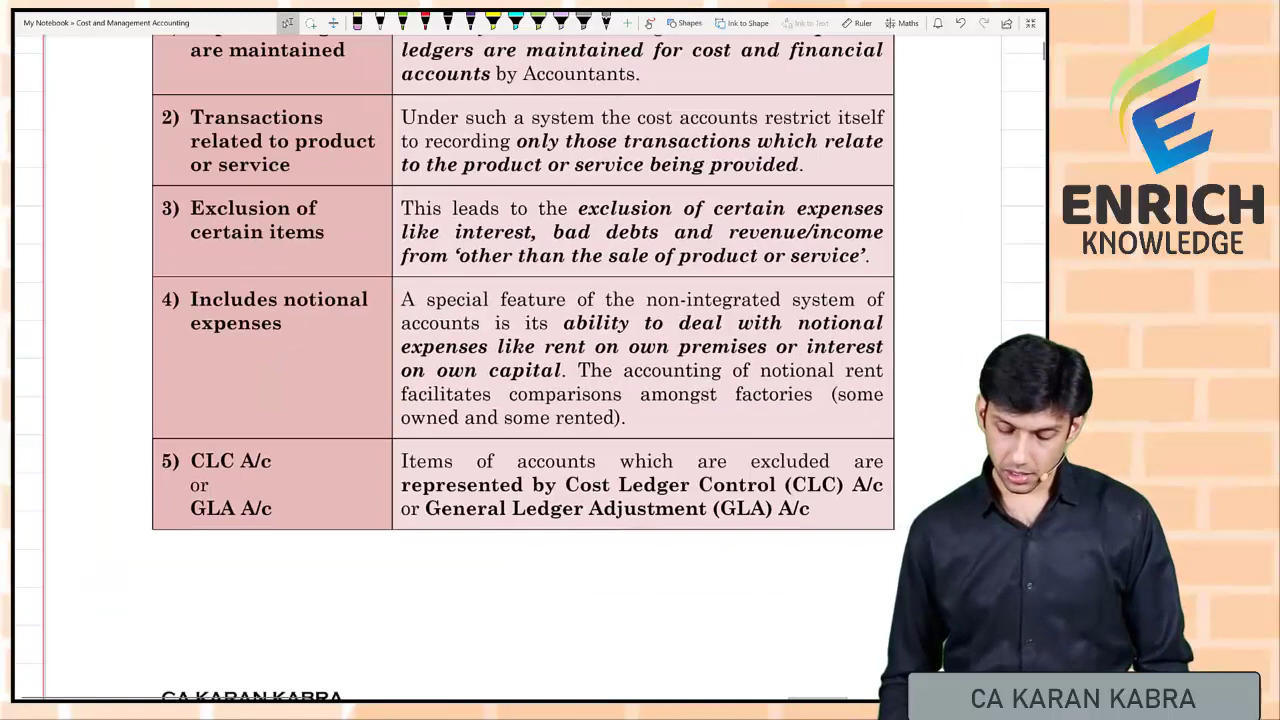 My Notebook » Cost and Management Accounting
Shapes
Ink to Shape
Ink to Text
Ruler
Maths
are maintained
ledgers are maintained for cost and financial
accounts by Accountants.
2) Transactions
related to product
or service
Under such a system the cost accounts restrict itself
to recording only those transactions which relate
to the product or service being provided.
3) Exclusion of
certain items
This leads to the exclusion of certain expenses
like interest, bad debts and revenue/income
from ‘other than the sale of product or service’.
4) Includes notional
expenses
A special feature of the non-integrated system of
accounts is its ability to deal with notional
expenses like rent on own premises or interest
on own capital. The accounting of notional rent
facilitates comparisons amongst factories (some
owned and some rented).
5) CLC A/c
or
GLA A/c
Items of accounts which are excluded are
represented by Cost Ledger Control (CLC) A/c
or General Ledger Adjustment (GLA) A/c
CA KARAN KABRA
ENRICH
KNOWLEDGE
CA KARAN KABRA